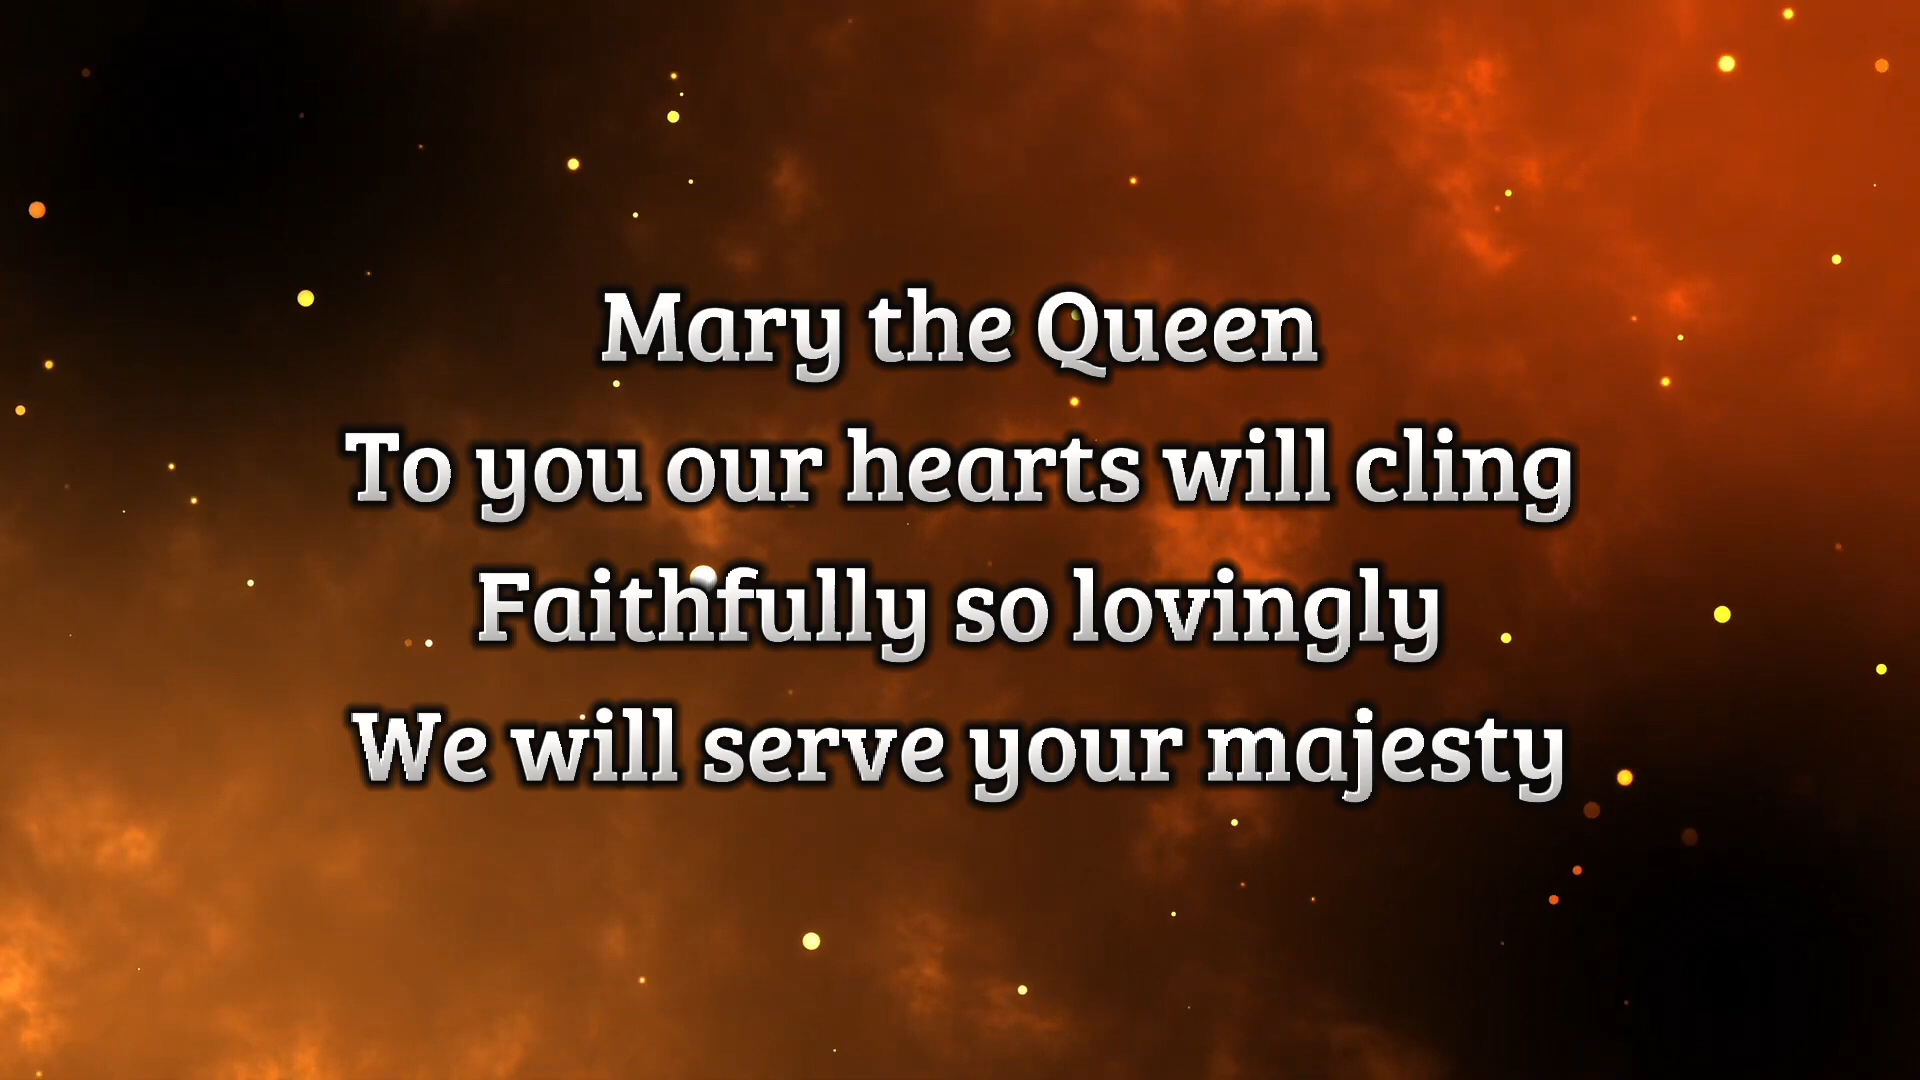 Mary the Queen
To you our hearts will cling
Faithfully so lovingly
We will serve your majesty